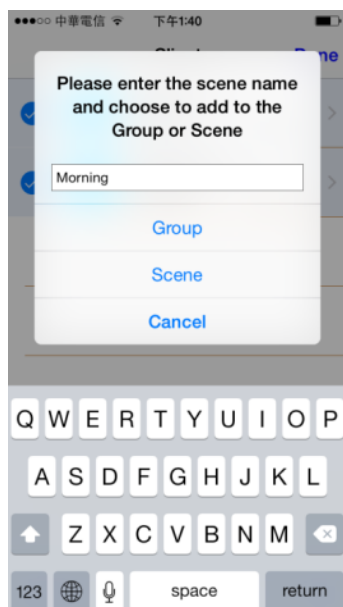 中華電信 下午1:40
Please enter the scene name
and choose to add to the
Group or Scene
Morning
Group
Scene
Cancel
Q W E R T Y U I O P
A S D F G H J K L
Z X C V B N M
123 space return